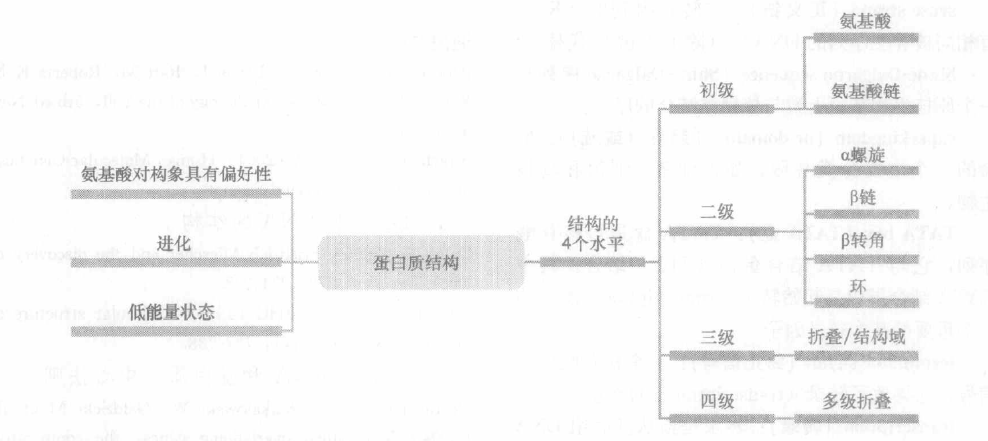 氨基酸对构象具有偏好性
进化
低能量状态
蛋白质结构
结构的
4个水平
初级
氨基酸
氨基酸链
二级
α螺旋
β链
β转角
环
三级
折叠/结构域
四级
多级折叠